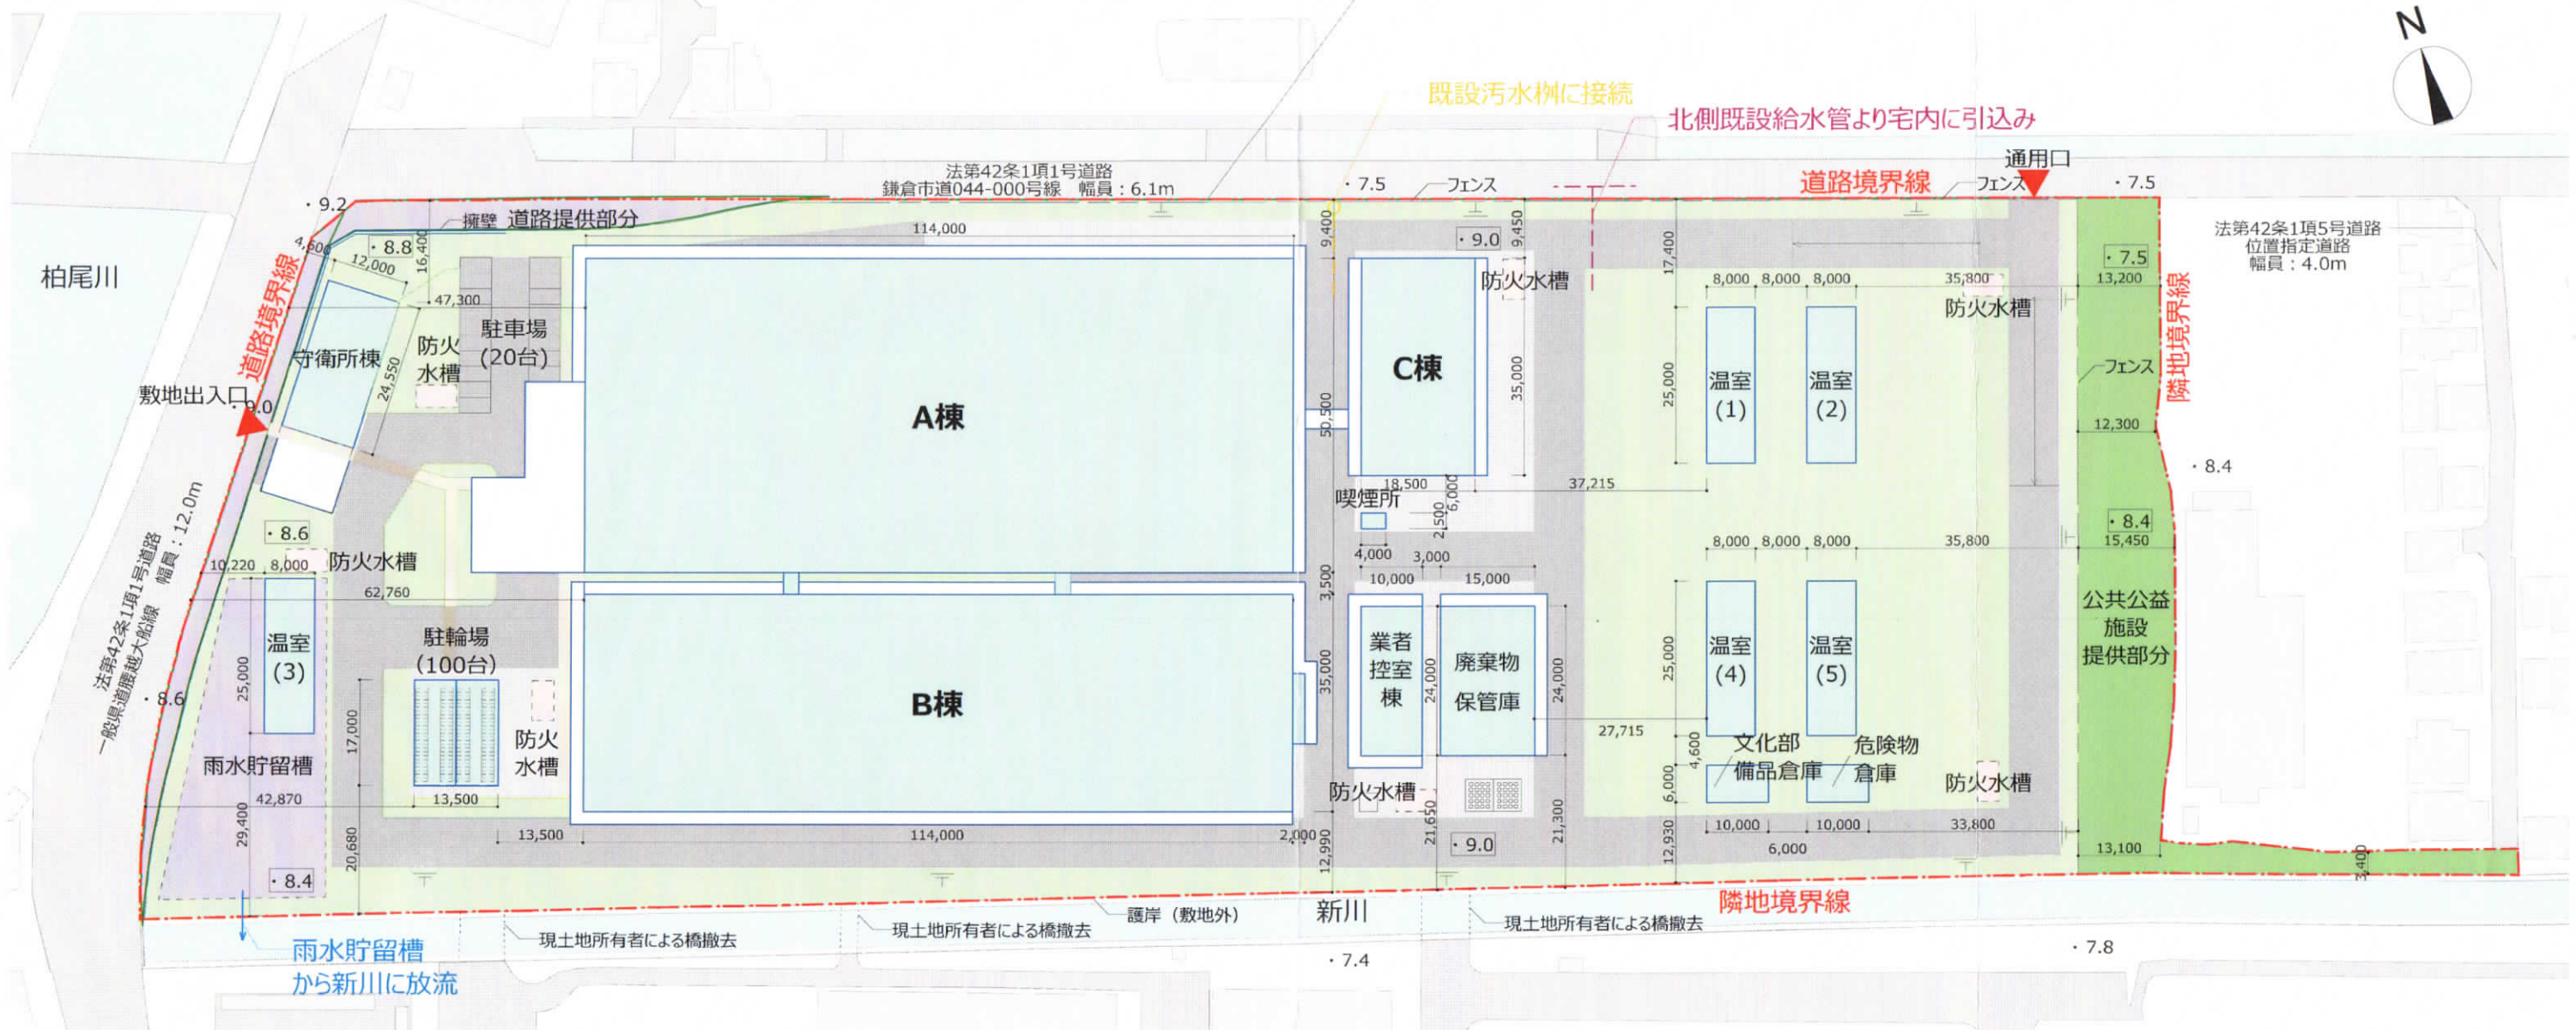 N
既設汚水桝に接続
北側既設給水管より宅内に引込み
通用口
法第42条1項1号道路
鎌倉市道044-000号線　幅員：6.1m
・7.5
フェンス
道路境界線
フェンス
・7.5
・9.2
擁壁
道路提供部分
4,600
・8.8
16,400
12,000
114,000
9,400
・9.0
9,450
17,400
法第42条1項5号道路
位置指定道路
幅員：4.0m
柏尾川
道路境界線
47,300
防火水槽
8,000
8,000
8,000
35,800
・7.5
13,200
隣地境界線
防火水槽
守衛所棟
防火
水槽
駐車場
(20台)
24,550
敷地出入口
・9.0
A棟
50,500
C棟
35,000
25,000
温室
(1)
温室
(2)
フェンス
12,300
・8.4
18,500
6,000
37,215
喫煙所
2,500
・8.6
防火水槽
4,000
3,000
8,000
8,000
8,000
35,800
・8.4
15,450
法第42条1項1号道路
一般県道腰越大船線　幅員：12.0m
10,220
8,000
62,760
3,500
10,000
15,000
公共公益
施設
提供部分
温室
(3)
25,000
駐輪場
(100台)
・8.6
17,000
防火
水槽
B棟
35,000
業者
控室
棟
24,000
廃棄物
保管庫
24,000
25,000
温室
(4)
温室
(5)
27,715
4,600
文化部
備品倉庫
危険物
倉庫
雨水貯留槽
42,870
29,400
13,500
防火水槽
6,000
防火水槽
20,680
13,500
114,000
2,000
12,990
21,650
・9.0
21,300
12,930
10,000
10,000
33,800
6,000
13,100
3,400
・8.4
護岸（敷地外）
新川
隣地境界線
現土地所有者による橋撤去
現土地所有者による橋撤去
現土地所有者による橋撤去
雨水貯留槽
から新川に放流
・7.4
・7.8